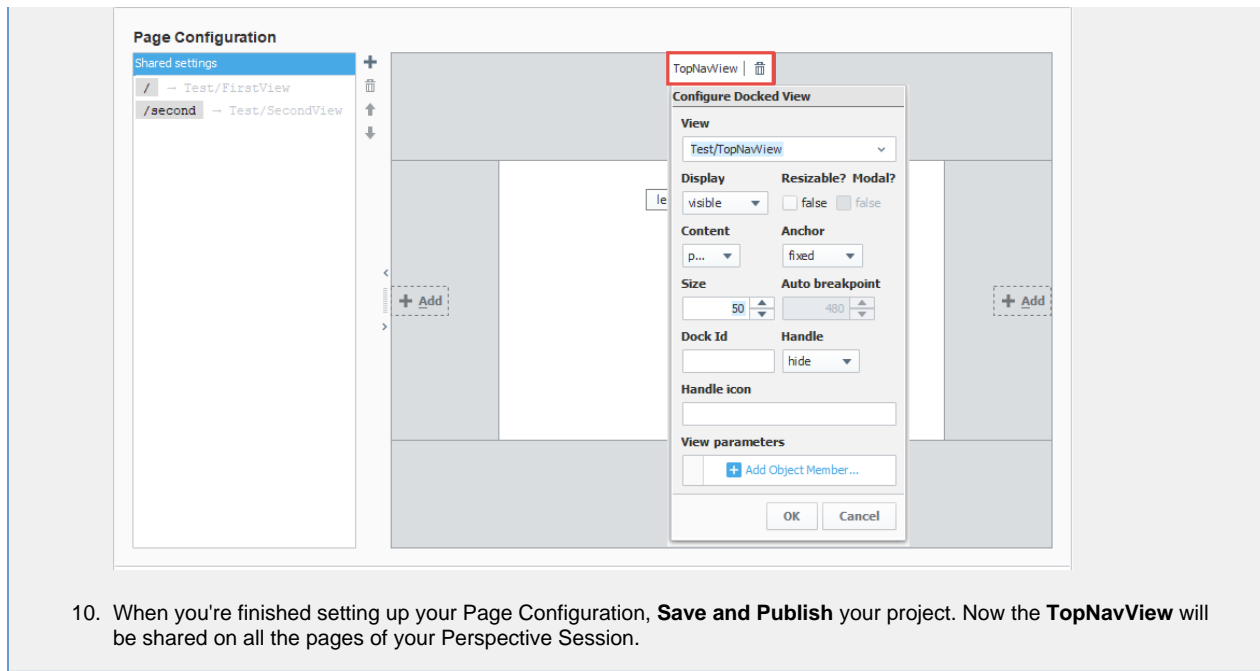 Page Configuration
Shared settings
/ → Test/FirstView
/second → Test/SecondView
TopNavView
Configure Docked View
View
Test/TopNavView
Display Resizable? Modal?
visible false false
le
Content Anchor
p... fixed
Size Auto breakpoint
50 480
+ Add
+ Add
Dock Id Handle
hide
Handle icon
View parameters
+ Add Object Member...
OK Cancel
10. When you're finished setting up your Page Configuration, Save and Publish your project. Now the TopNavView will
be shared on all the pages of your Perspective Session.